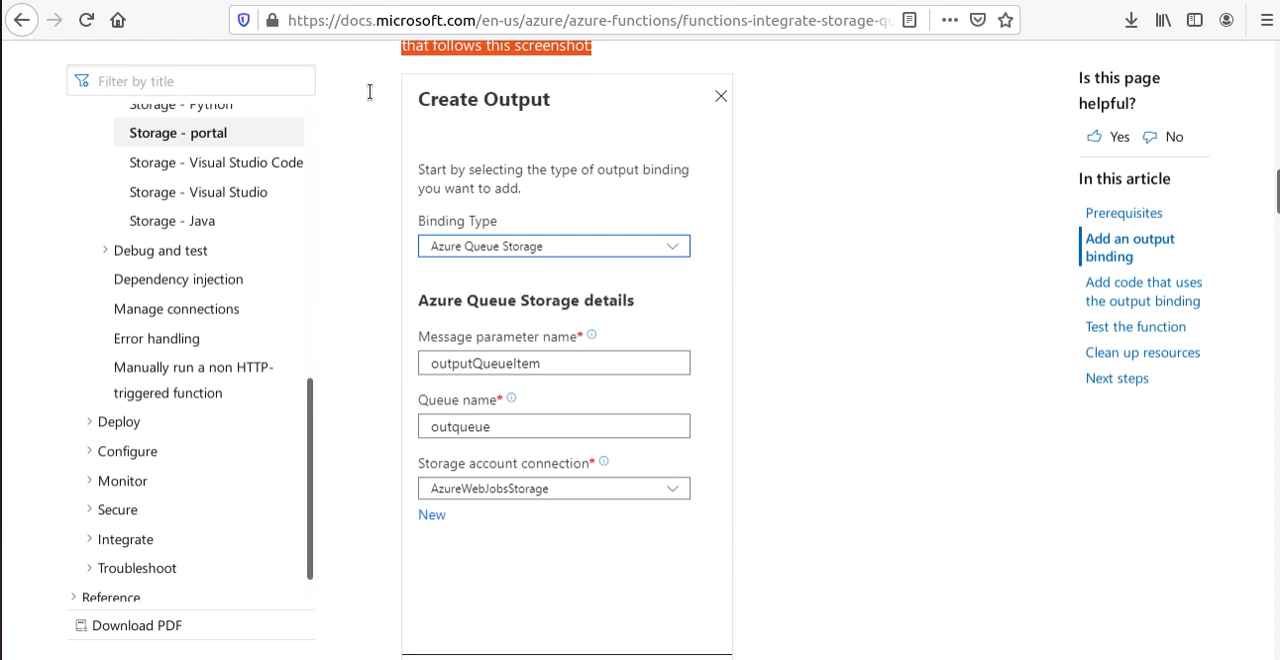 https://docs.microsoft.com/en-us/azure/azure-functions/functions-integrate-storage-qu
that follows this screenshot.
Filter by title
Storage - Python
Storage - portal
Storage - Visual Studio Code
Storage - Visual Studio
Storage - Java
Debug and test
Dependency injection
Manage connections
Error handling
Manually run a non HTTP-
triggered function
Deploy
Configure
Monitor
Secure
Integrate
Troubleshoot
Reference
Download PDF
Create Output
Start by selecting the type of output binding
you want to add.
Binding Type
Azure Queue Storage
Azure Queue Storage details
Message parameter name*
outputQueueItem
Queue name*
outqueue
Storage account connection*
AzureWebJobsStorage
New
Is this page
helpful?
Yes No
In this article
Prerequisites
Add an output
binding
Add code that uses
the output binding
Test the function
Clean up resources
Next steps